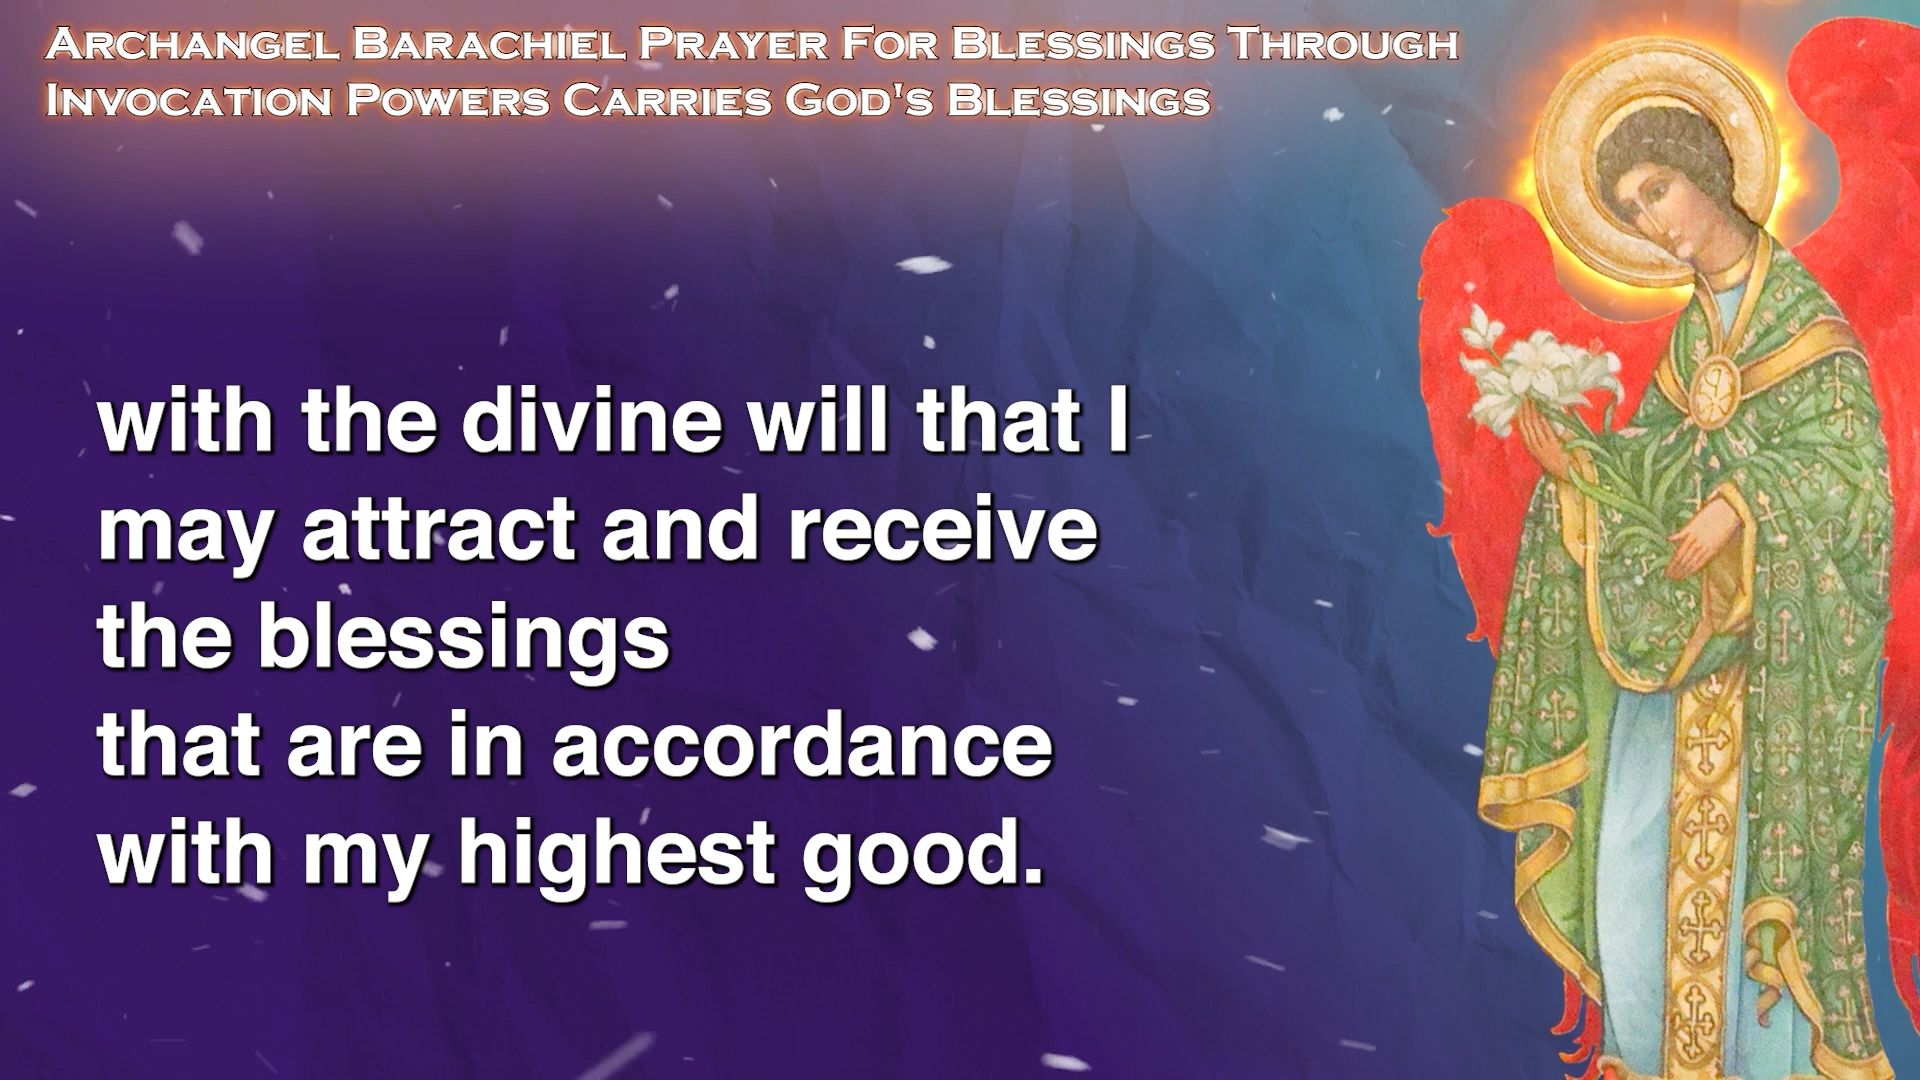 Archangel Barachiel Prayer For Blessings Through
Invocation Powers Carries God's Blessings
with the divine will that I
may attract and receive
the blessings
that are in accordance
with my highest good.